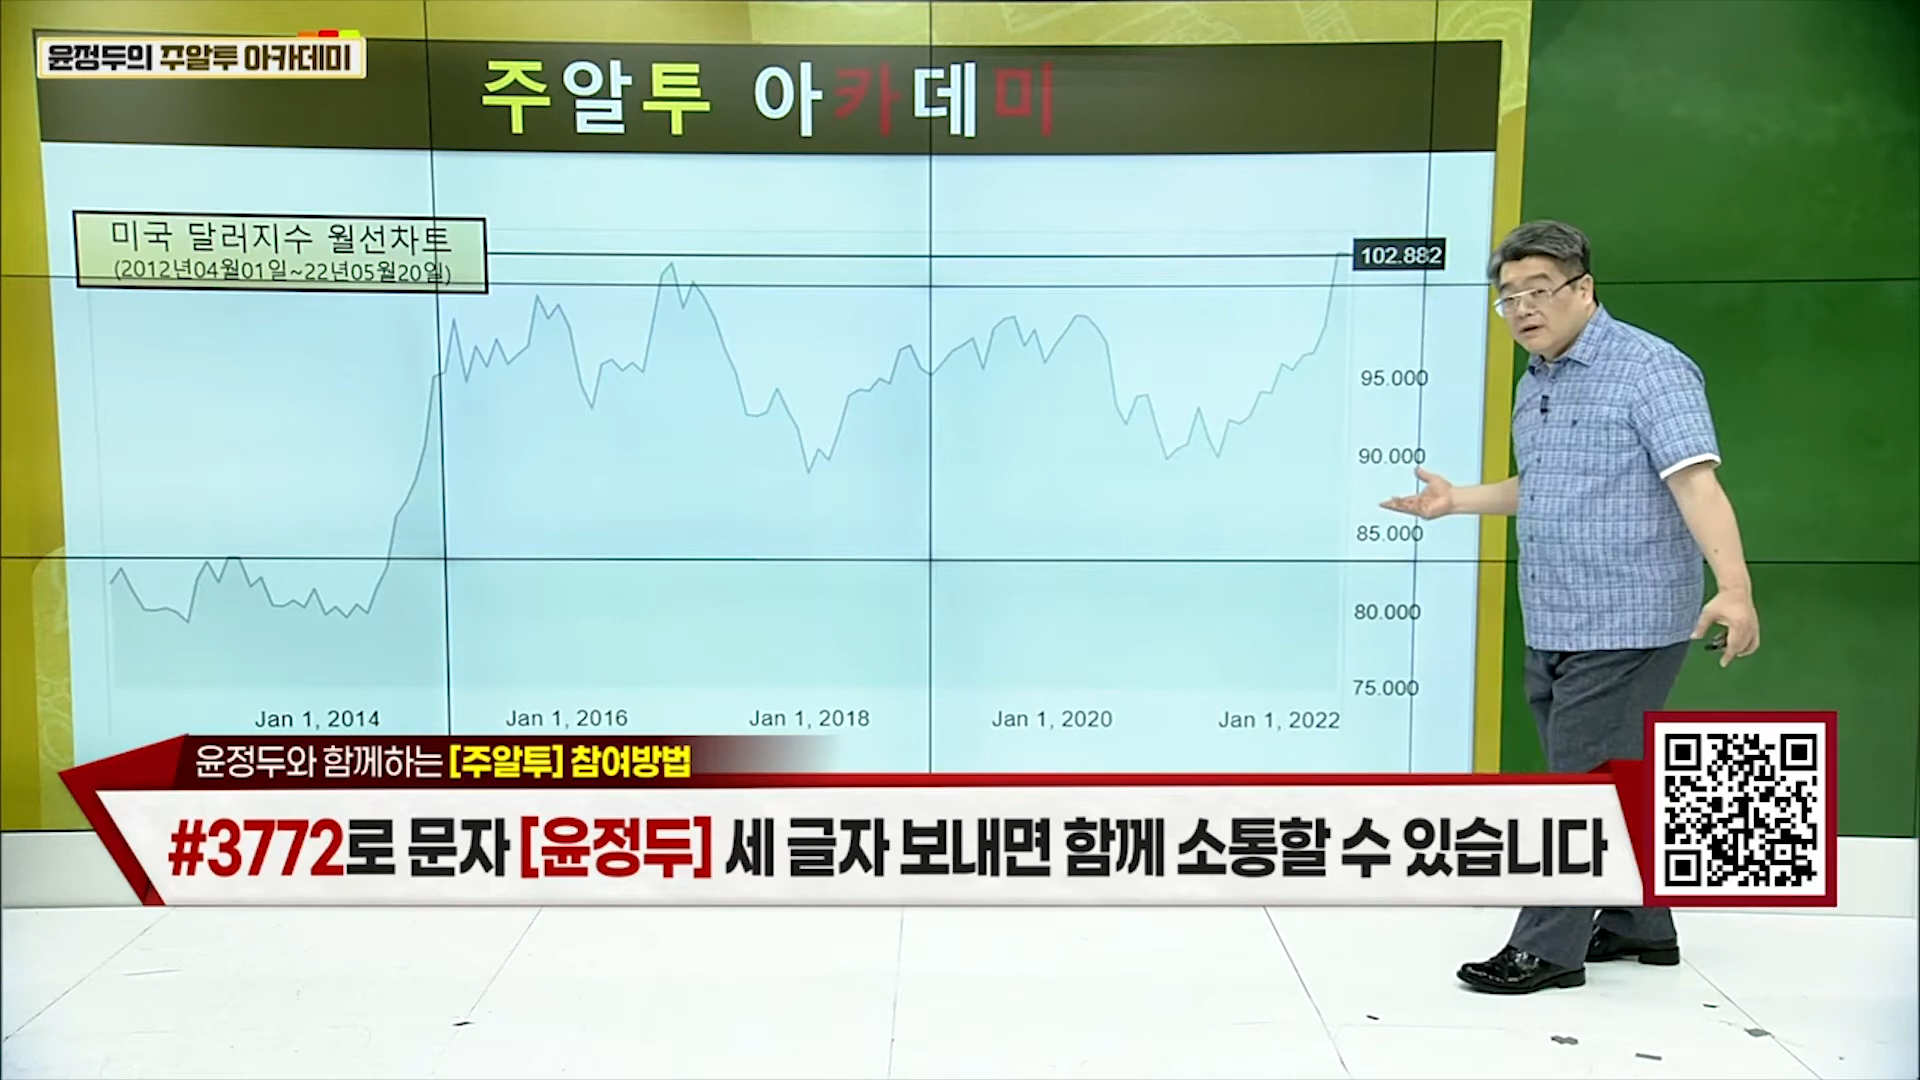 윤정두의 주알투 아카데미
주알투 아카데미
미국 달러지수 월선차트
(2012년04월01일~22년05월20일)
102.882
95.000
90.000
85.000
80.000
75.000
Jan 1, 2014
Jan 1, 2016
Jan 1, 2018
Jan 1, 2020
Jan 1, 2022
윤정두와 함께하는 [주알투] 참여방법
#3772로 문자 [윤정두] 세 글자 보내면 함께 소통할 수 있습니다